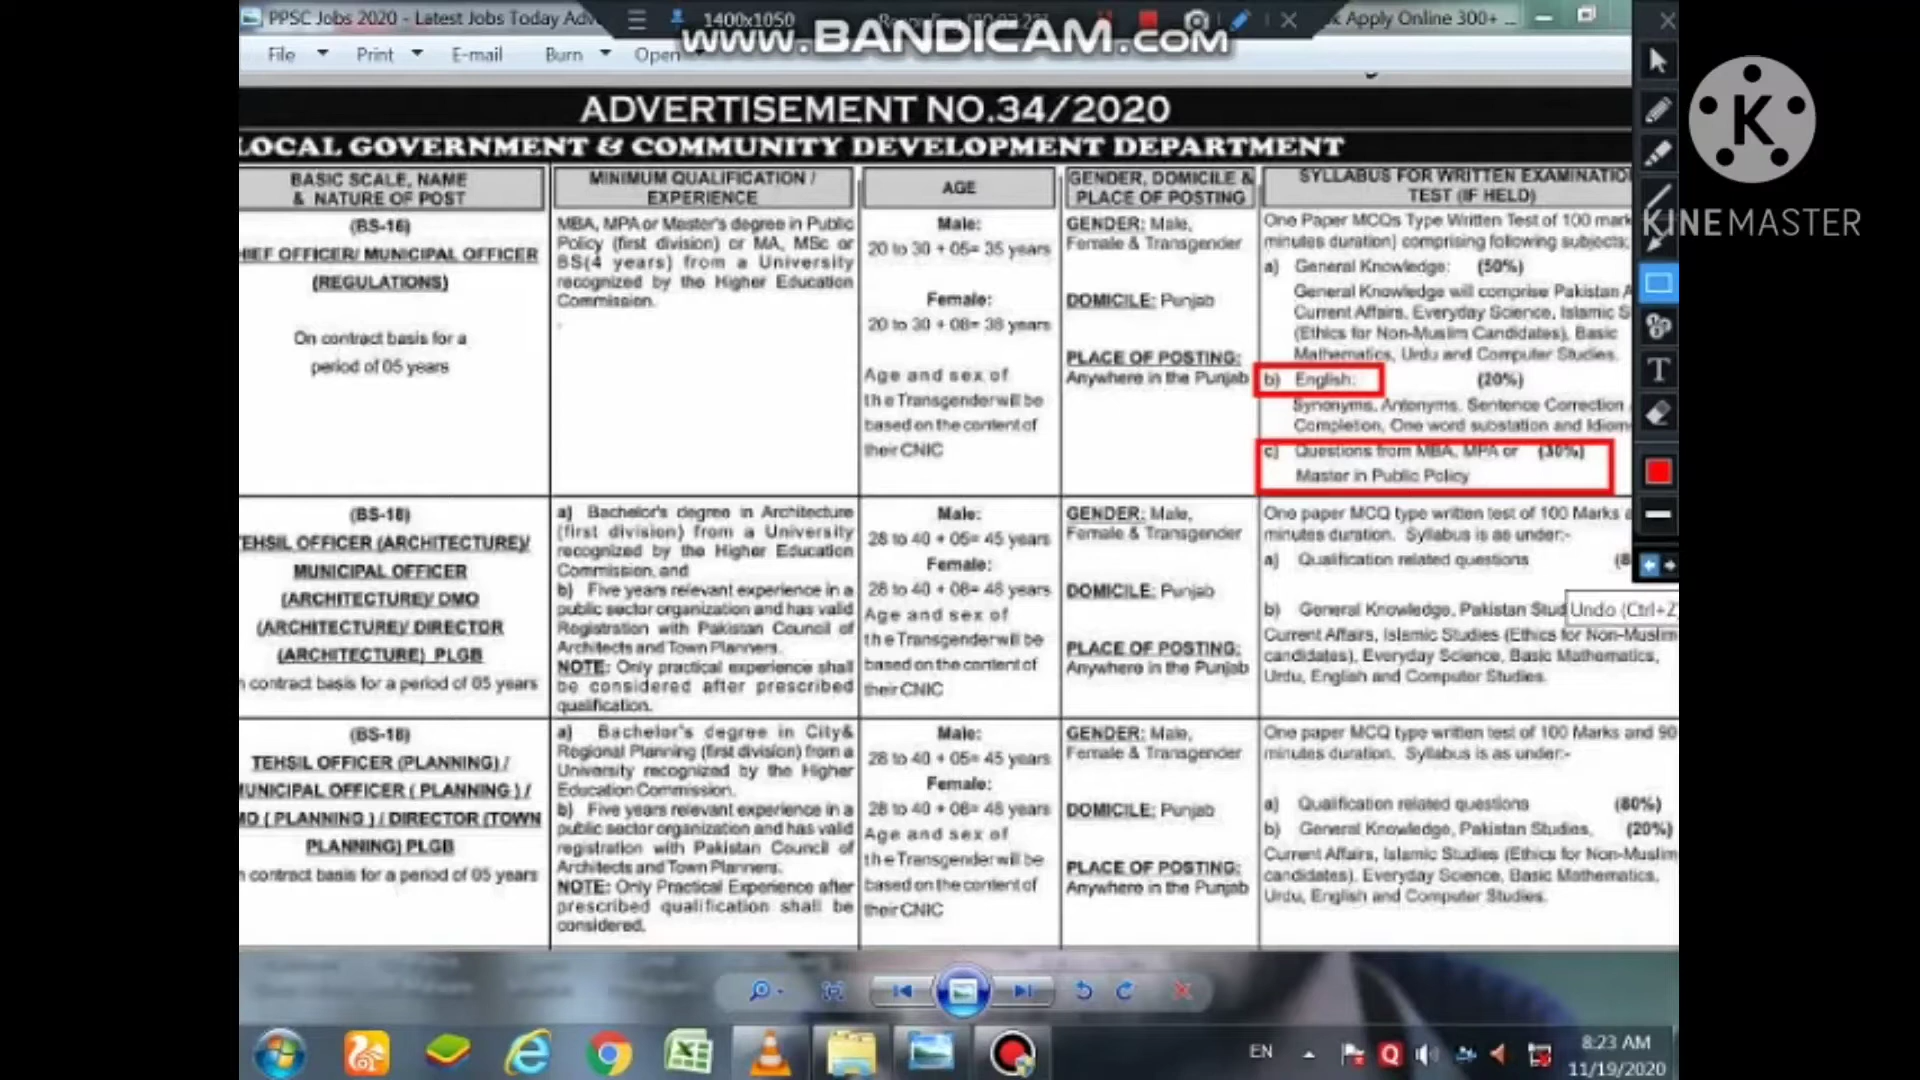 PPSC Jobs 2020 - Latest Jobs Today Adv
1400x1050
Apply Online 300+ ...
www.BANDICAM.com
File Print E-mail Burn Open
K
KINEMASTER
ADVERTISEMENT NO.34/2020
LOCAL GOVERNMENT & COMMUNITY DEVELOPMENT DEPARTMENT
BASIC SCALE, NAME
& NATURE OF POST
MINIMUM QUALIFICATION /
EXPERIENCE
AGE
GENDER, DOMICILE &
PLACE OF POSTING
SYLLABUS FOR WRITTEN EXAMINATIO
TEST (IF HELD)
(BS-16)
HIEF OFFICER/ MUNICIPAL OFFICER
(REGULATIONS)
On contract basis for a
period of 05 years
MBA, MPA or Master's degree in Public
Policy (first division) or MA, MSc or
BS(4 years) from a University
recognized by the Higher Education
Commission.
Male:
20 to 30 + 05= 35 years
Female:
20 to 30 + 08= 38 years
Age and sex of
the Transgender will be
based on the content of
their CNIC
GENDER: Male,
Female & Transgender
DOMICILE: Punjab
PLACE OF POSTING:
Anywhere in the Punjab
One Paper MCQs Type Written Test of 100 mark
minutes duration) comprising following subjects;
a) General Knowledge: (50%)
General Knowledge will comprise Pakistan A
Current Affairs, Everyday Science, Islamic S
(Ethics for Non-Muslim Candidates), Basic
Mathematics, Urdu and Computer Studies.
b) English: (20%)
Synonyms, Antonyms, Sentence Correction
Completion, One word substation and Idiom
c) Questions from MBA, MPA or (30%)
Master in Public Policy
(BS-18)
TEHSIL OFFICER (ARCHITECTURE)/
MUNICIPAL OFFICER
(ARCHITECTURE)/ DMO
(ARCHITECTURE)/ DIRECTOR
(ARCHITECTURE) PLGB
n contract basis for a period of 05 years
a) Bachelor's degree in Architecture
(first division) from a University
recognized by the Higher Education
Commission, and
b) Five years relevant experience in a
public sector organization and has valid
Registration with Pakistan Council of
Architects and Town Planners.
NOTE: Only practical experience shall
be considered after prescribed
qualification.
Male:
28 to 40 + 05= 45 years
Female:
28 to 40 + 08= 48 years
Age and sex of
the Transgender will be
based on the content of
their CNIC
GENDER: Male,
Female & Transgender
DOMICILE: Punjab
PLACE OF POSTING:
Anywhere in the Punjab
One paper MCQ type written test of 100 Marks a
minutes duration. Syllabus is as under:-
a) Qualification related questions (8
b) General Knowledge, Pakistan Stud
Undo (Ctrl+Z
Current Affairs, Islamic Studies (Ethics for Non-Muslim
candidates), Everyday Science, Basic Mathematics,
Urdu, English and Computer Studies.
(BS-18)
TEHSIL OFFICER (PLANNING) /
MUNICIPAL OFFICER ( PLANNING ) /
MO ( PLANNING ) / DIRECTOR (TOWN
PLANNING) PLGB
n contract basis for a period of 05 years
a) Bachelor's degree in City&
Regional Planning (first division) from a
University recognized by the Higher
Education Commission.
b) Five years relevant experience in a
public sector organization and has valid
registration with Pakistan Council of
Architects and Town Planners.
NOTE: Only Practical Experience after
prescribed qualification shall be
considered.
Male:
28 to 40 + 05= 45 years
Female:
28 to 40 + 08= 48 years
Age and sex of
the Transgender will be
based on the content of
their CNIC
GENDER: Male,
Female & Transgender
DOMICILE: Punjab
PLACE OF POSTING:
Anywhere in the Punjab
One paper MCQ type written test of 100 Marks and 90
minutes duration. Syllabus is as under:-
a) Qualification related questions (80%)
b) General Knowledge, Pakistan Studies, (20%)
Current Affairs, Islamic Studies (Ethics for Non-Muslim
candidates), Everyday Science, Basic Mathematics,
Urdu, English and Computer Studies.
EN
8:23 AM
11/19/2020